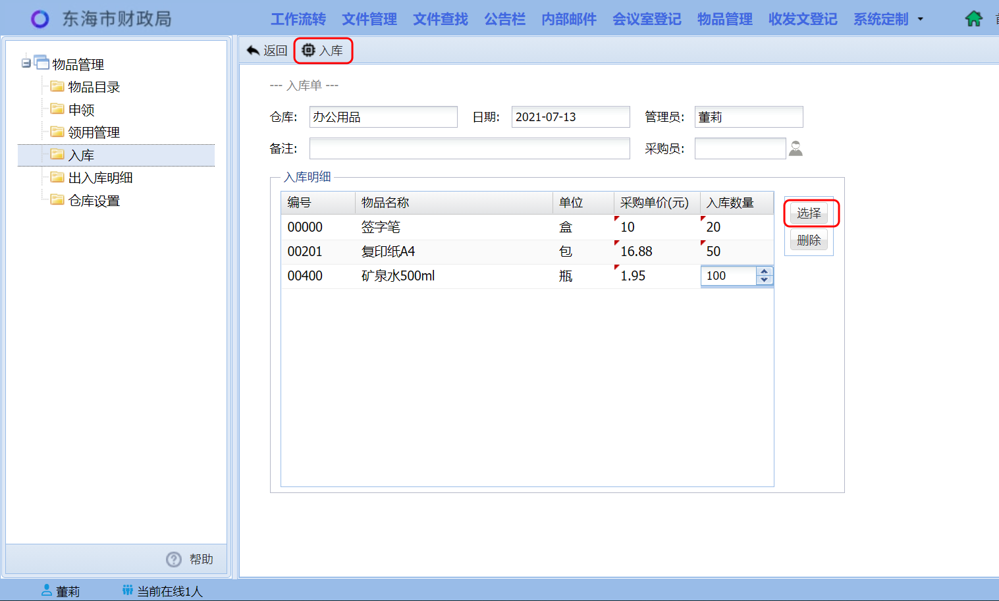 东海市财政局 工作流转 文件管理 文件查找 公告栏 内部邮件 会议室登记 物品管理 收发文登记 系统定制
物品管理
物品目录
申领
领用管理
入库
出入库明细
仓库设置
帮助
返回 入库
--- 入库单 ---
仓库: 办公用品 日期: 2021-07-13 管理员: 董莉
备注: 采购员:
入库明细
编号 物品名称 单位 采购单价(元) 入库数量
00000 签字笔 盒 10 20
00201 复印纸A4 包 16.88 50
00400 矿泉水500ml 瓶 1.95 100
选择
删除
董莉 当前在线1人